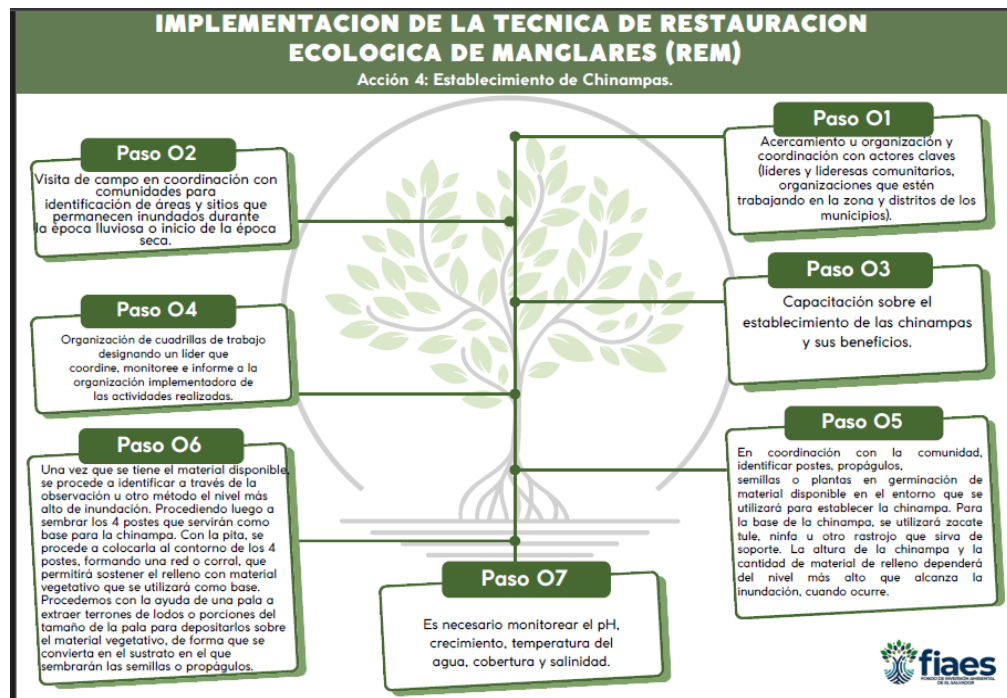 IMPLEMENTACION DE LA TECNICA DE RESTAURACION
ECOLOGICA DE MANGLARES (REM)
Acción 4: Establecimiento de Chinampas.
Paso 01
Acercamiento u organización y
coordinación con actores claves
(líderes y lideresas comunitarios,
organizaciones que estén
trabajando en la zona y distritos de los
municipios).
Paso 02
Visita de campo en coordinación con
comunidades para
identificación de áreas y sitios que
permanecen inundados durante
la época lluviosa o inicio de la época
seca.
Paso 03
Capacitación sobre el
establecimiento de las chinampas
y sus beneficios.
Paso 04
Organización de cuadrillas de trabajo
designando un líder que
coordine, monitoree e informe a la
organización implementadora de
las actividades realizadas.
Paso 05
En coordinación con la comunidad,
identificar postes, propágulos,
semillas o plantas en germinación de
material disponible en el entorno que se
utilizará para establecer la chinampa. Para
la base de la chinampa, se utilizará zacate
tule, ninfa u otro rastrojo que sirva de
soporte. La altura de la chinampa y la
cantidad de material de relleno dependerá
del nivel más alto que alcanza la
inundación, cuando ocurre.
Paso 06
Una vez que se tiene el material disponible,
se procede a identificar a través de la
observación u otro método el nivel más
alto de inundación. Procediendo luego a
sembrar los 4 postes que servirán como
base para la chinampa. Con la pita, se
procede a colocarla al contorno de los 4
postes, formando una red o corral, que
permitirá sostener el relleno con material
vegetativo que se utilizará como base.
Procedemos con la ayuda de una pala a
extraer terrones de lodos o porciones del
tamaño de la pala para depositarlos sobre
el material vegetativo, de forma que se
convierta en el sustrato en el que
sembrarán las semillas o propágulos.
Paso 07
Es necesario monitorear el pH,
crecimiento, temperatura del
agua, cobertura y salinidad.
fiaes
FONDO DE INVERSIÓN AMBIENTAL
DE EL SALVADOR